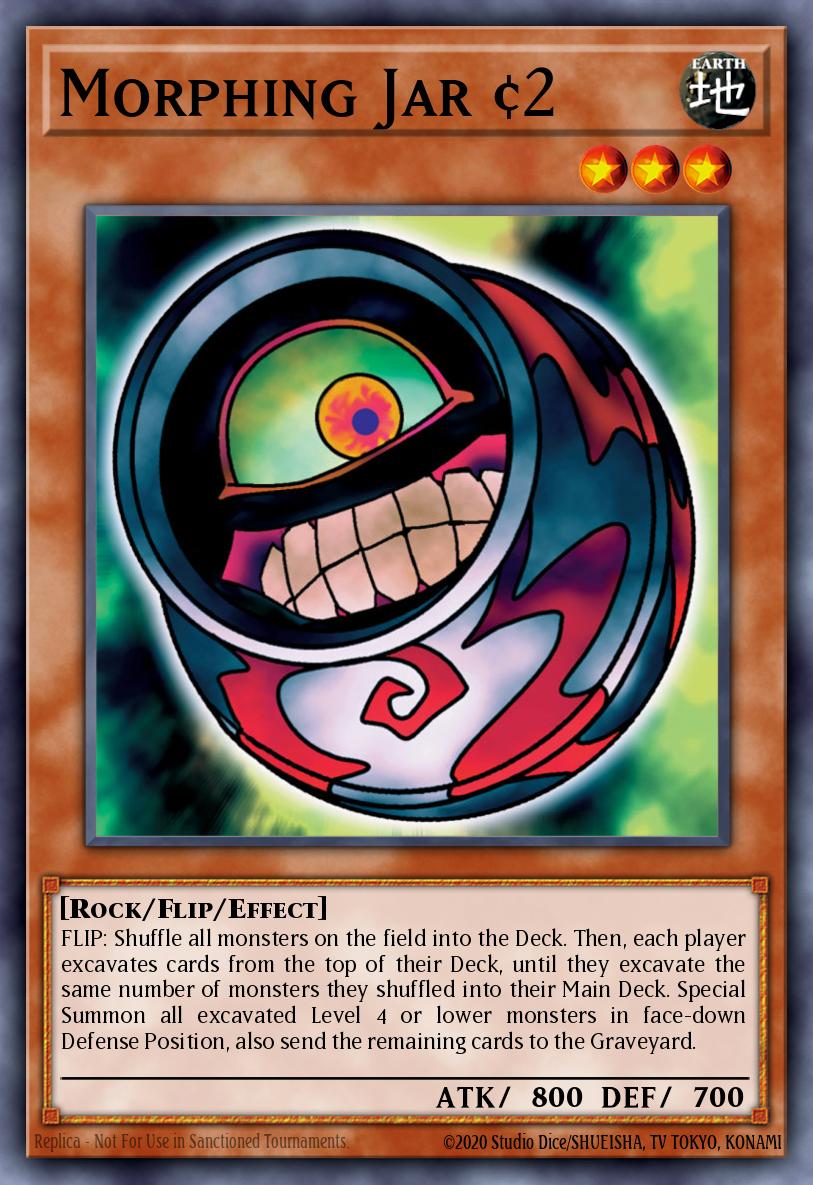 Morphing Jar ¢2
EARTH
地
[Rock/Flip/Effect]
FLIP: Shuffle all monsters on the field into the Deck. Then, each player
excavates cards from the top of their Deck, until they excavate the
same number of monsters they shuffled into their Main Deck. Special
Summon all excavated Level 4 or lower monsters in face-down
Defense Position, also send the remaining cards to the Graveyard.
ATK/ 800 DEF/ 700
Replica - Not For Use in Sanctioned Tournaments.
©2020 Studio Dice/SHUEISHA, TV TOKYO, KONAMI